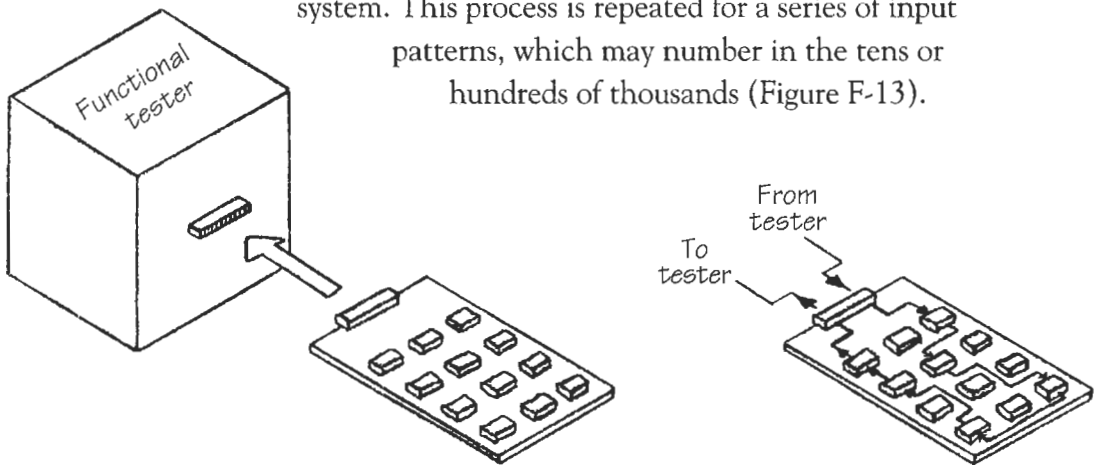 system. This process is repeated for a series of input
patterns, which may number in the tens or
hundreds of thousands (Figure F-13).
Functional
tester
From
tester
To
tester